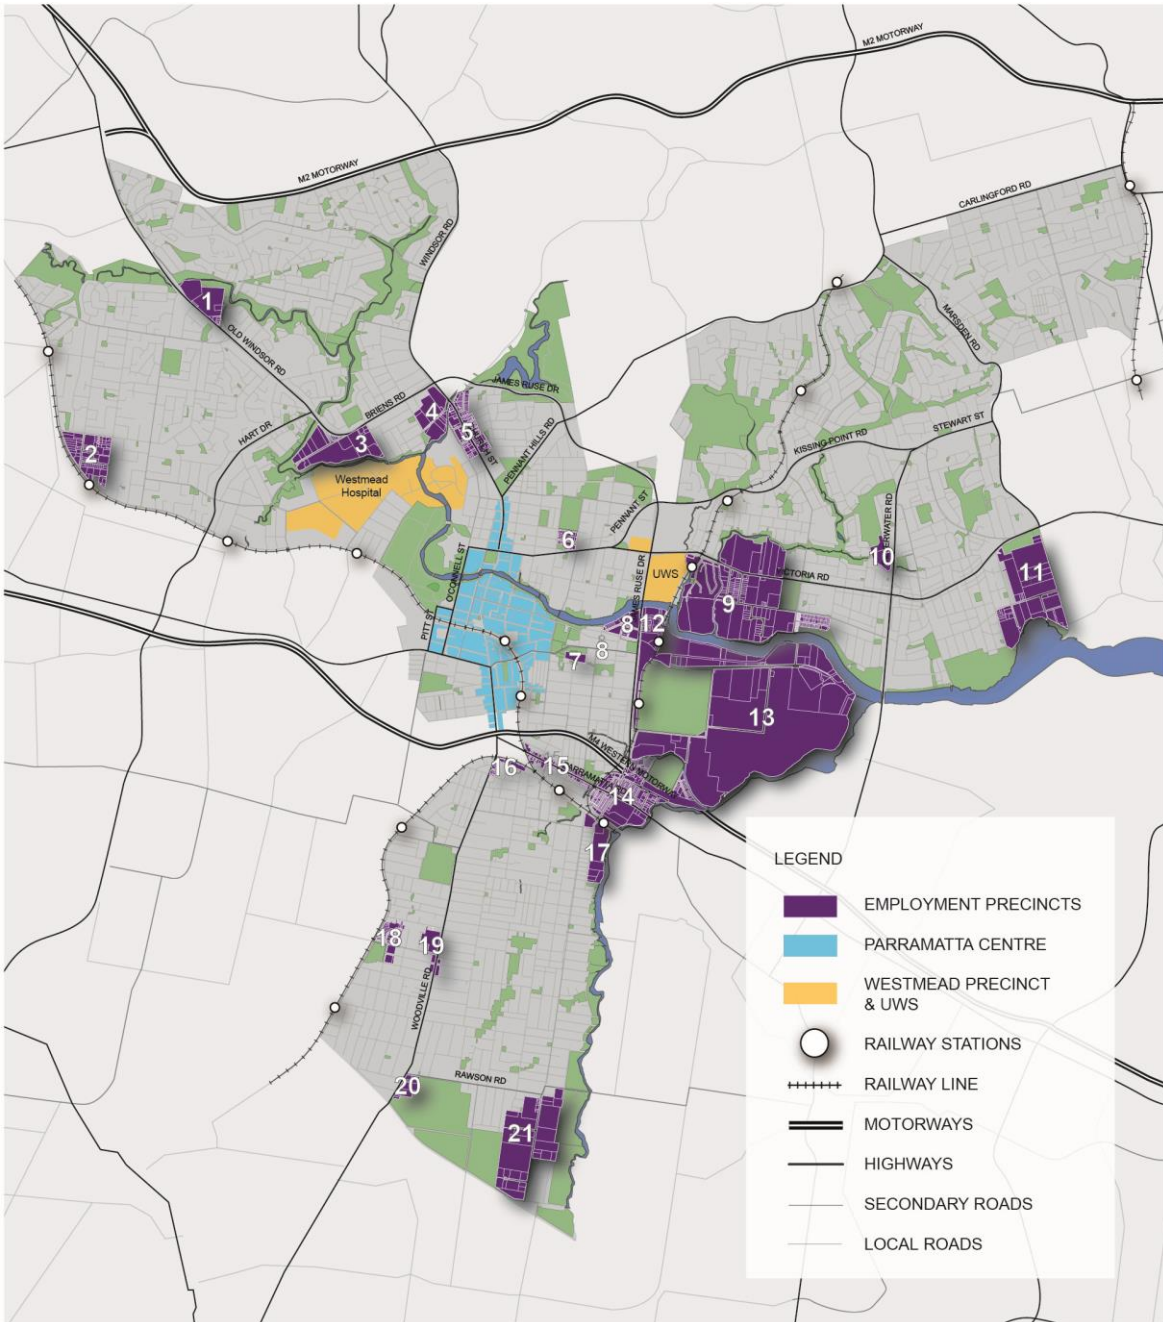 M2 MOTORWAY
M2 MOTORWAY
CARLINGFORD RD
WINDSOR RD
1
OLD WINDSOR RD
MARSDEN RD
JAMES RUSE DR
BRIENS RD
4
5
HART DR
3
PENNANT HILLS RD
STEWART ST
KISSING POINT RD
2
Westmead
Hospital
PENNANT ST
6
10
O'CONNELL ST
UWS
VICTORIA RD
11
9
PITT ST
8
12
8
7
13
M4 WESTERN MOTORWAY
16
15
14
17
LEGEND
EMPLOYMENT PRECINCTS
PARRAMATTA CENTRE
WESTMEAD PRECINCT
& UWS
RAILWAY STATIONS
RAILWAY LINE
MOTORWAYS
HIGHWAYS
SECONDARY ROADS
LOCAL ROADS
18
19
WOODVILLE RD
20
RAWSON RD
21